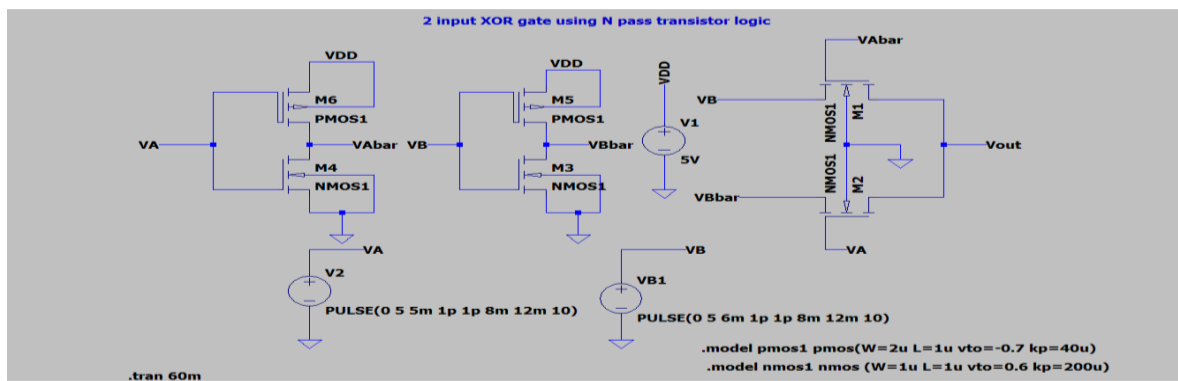 2 input XOR gate using N pass transistor logic
VDD
M6
PMOS1
VA
VAbar
M4
NMOS1
VDD
M5
PMOS1
VB
VBbar
M3
NMOS1
VDD
V1
5V
VAbar
VB
NMOS1
M1
Vout
NMOS1
M2
VBbar
VA
VA
V2
PULSE(0 5 5m 1p 1p 8m 12m 10)
VB
VB1
PULSE(0 5 6m 1p 1p 8m 12m 10)
.model pmos1 pmos(W=2u L=1u vto=-0.7 kp=40u)
.model nmos1 nmos (W=1u L=1u vto=0.6 kp=200u)
.tran 60m